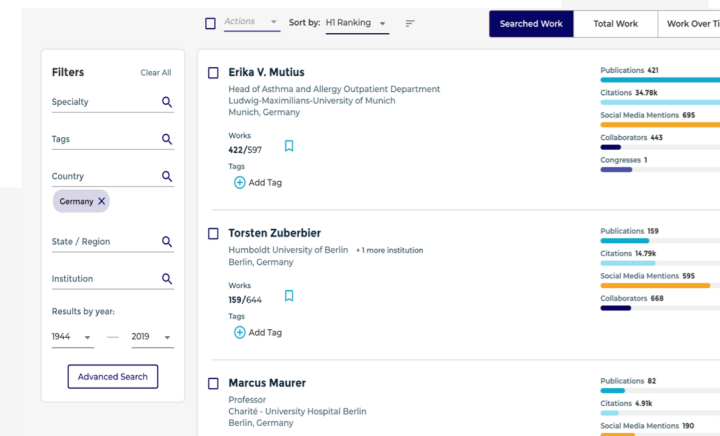 Actions
Sort by: H1 Ranking
Searched Work
Total Work
Filters
Clear All
Specialty
Tags
Country
Germany X
State / Region
Institution
Results by year:
1944 — 2019
Advanced Search
Erika V. Mutius
Head of Asthma and Allergy Outpatient Department
Ludwig-Maximilians-University of Munich
Munich, Germany
Works
422/597
Tags
Add Tag
Publications 421
Citations 34.78k
Social Media Mentions 695
Collaborators 443
Congresses 1
Torsten Zuberbier
Humboldt University of Berlin +1 more institution
Berlin, Germany
Works
159/644
Tags
Add Tag
Publications 159
Citations 14.79k
Social Media Mentions 595
Collaborators 668
Marcus Maurer
Professor
Charité - University Hospital Berlin
Berlin, Germany
Publications 82
Citations 4.91k
Social Media Mentions 190